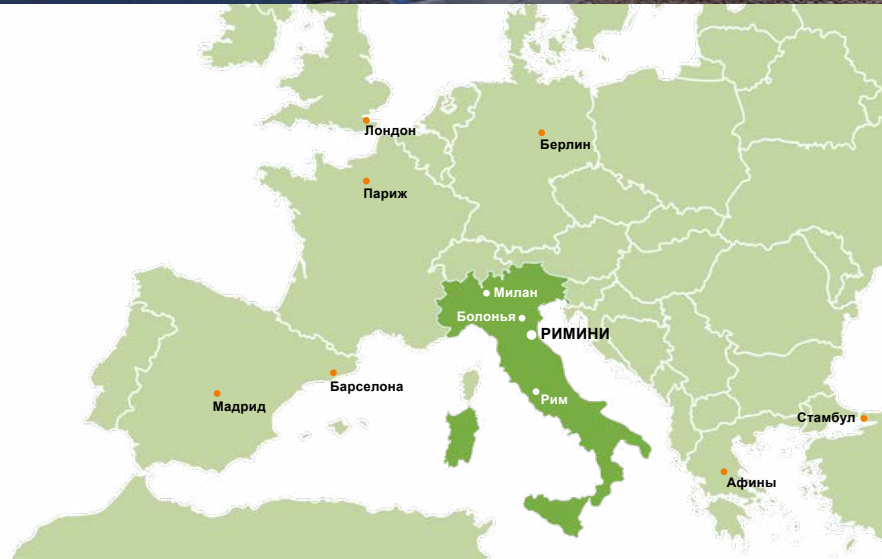 Лондон
Берлин
Париж
Милан
Болонья
РИМИНИ
Барселона
Рим
Мадрид
Стамбул
Афины